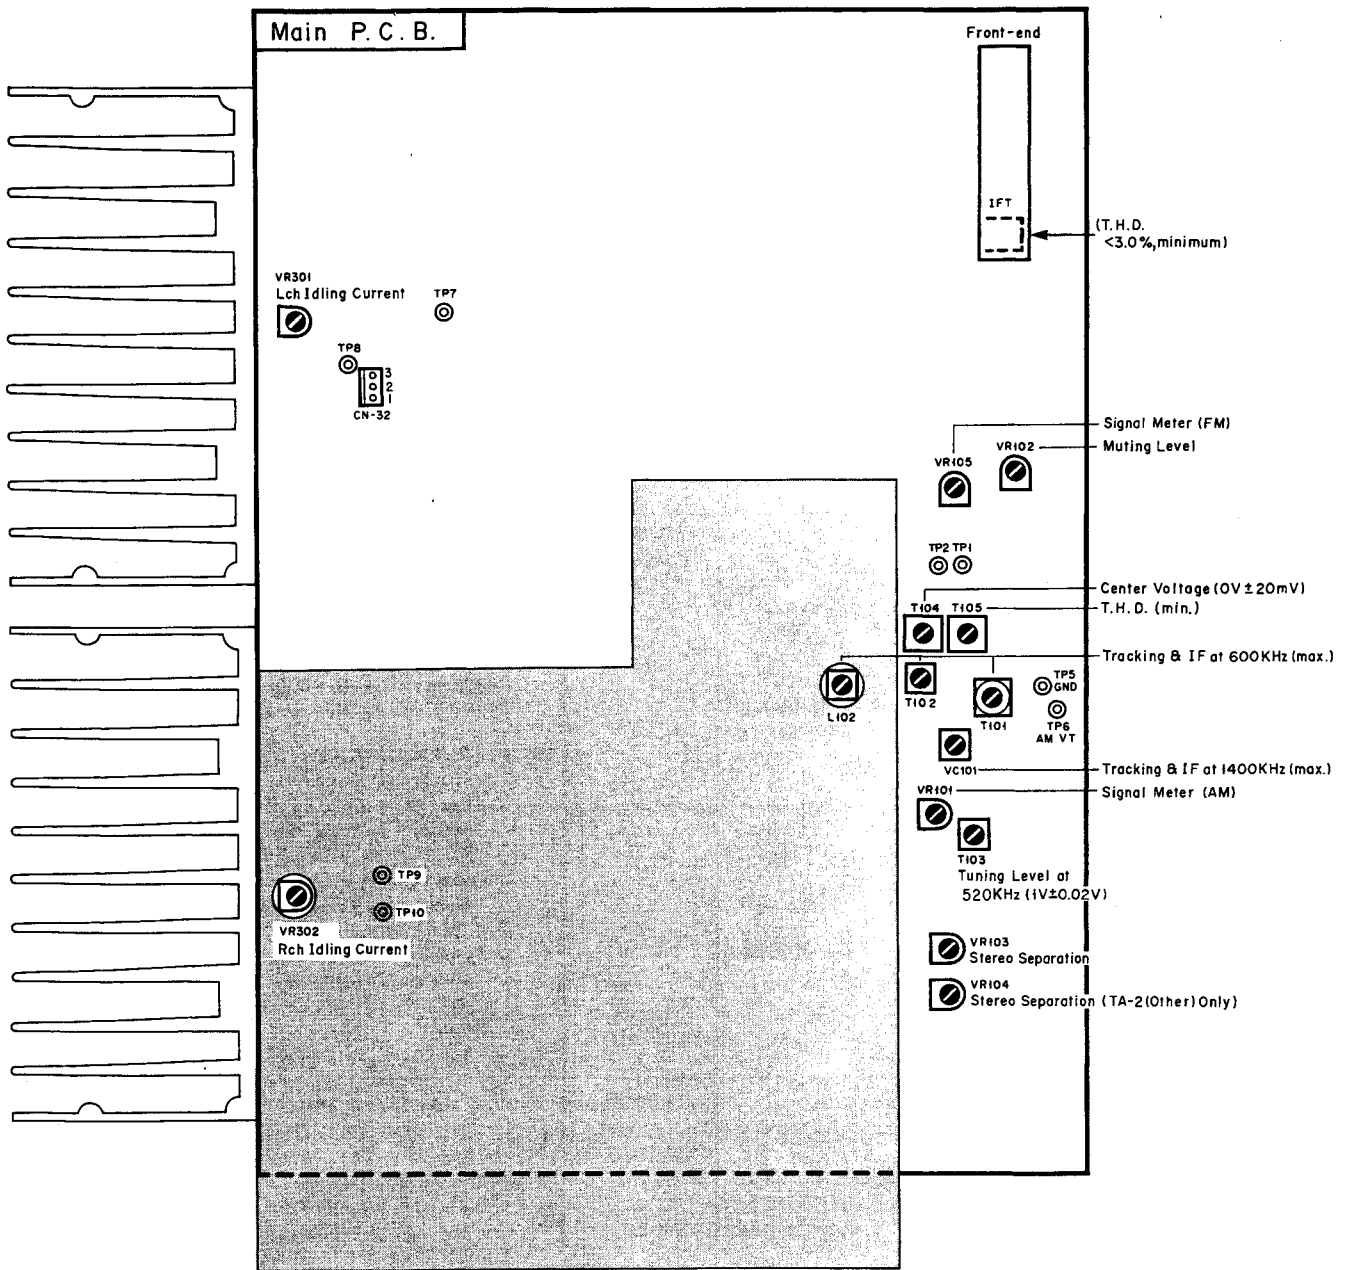 Main P.C.B.
Front-end
IFT
(T.H.D.
<3.0%, minimum)
VR301
Lch Idling Current
TP7
TP8
3
2
1
CN-32
Signal Meter (FM)
VR102
Muting Level
VR105
TP2 TP1
Center Voltage (0V±20mV)
T104 T105
T.H.D. (min.)
Tracking & IF at 600KHz (max.)
TP5
GND
L102
T102
T101
TP6
AM VT
VC101
Tracking & IF at 1400KHz (max.)
VR101
Signal Meter (AM)
T103
Tuning Level at
520KHz (1V±0.02V)
TP9
TP10
VR302
Rch Idling Current
VR103
Stereo Separation
VR104
Stereo Separation (TA-2(Other) Only)